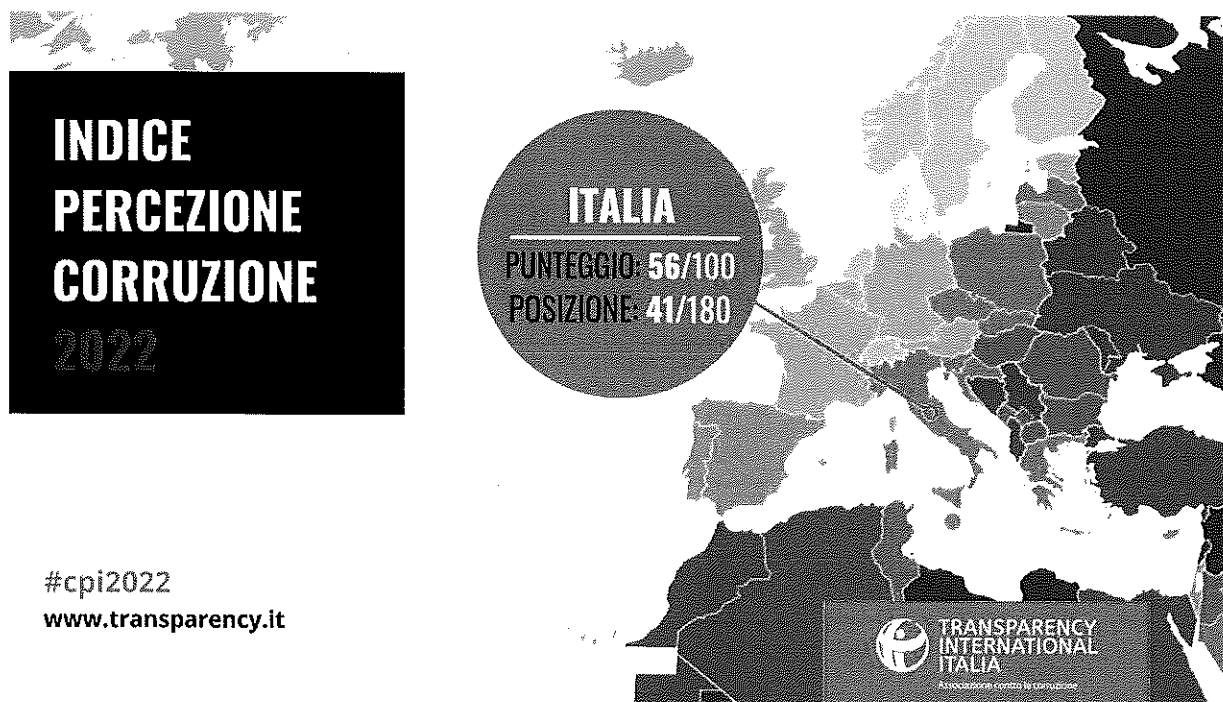 INDICE
PERCEZIONE
CORRUZIONE
2022
ITALIA
PUNTEGGIO: 56/100
POSIZIONE: 41/180
#cpi2022
www.transparency.it
TRANSPARENCY
INTERNATIONAL
ITALIA
Associazione contro la corruzione